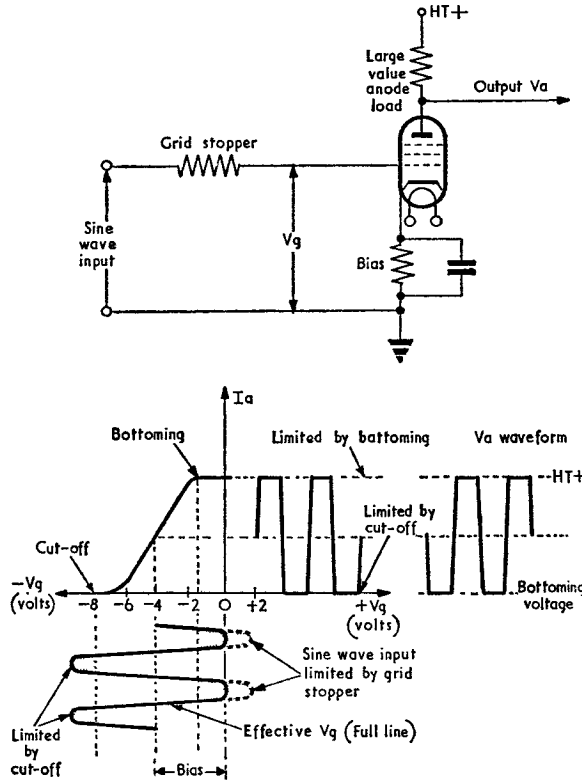 HT+
Large
value
anode
load
Output Va
Grid stopper
Sine
wave
input
Vg
Bias
Ia
Bottoming
Limited by battoming
Va waveform
HT+
Limited by
cut-off
Cut-off
-Vg
(volts)
-8 -6 -4 -2 O +2
+Vg
(volts)
Bottoming
voltage
Sine wave input
limited by grid
stopper
Limited
by
cut-off
Effective Vg (Full line)
Bias